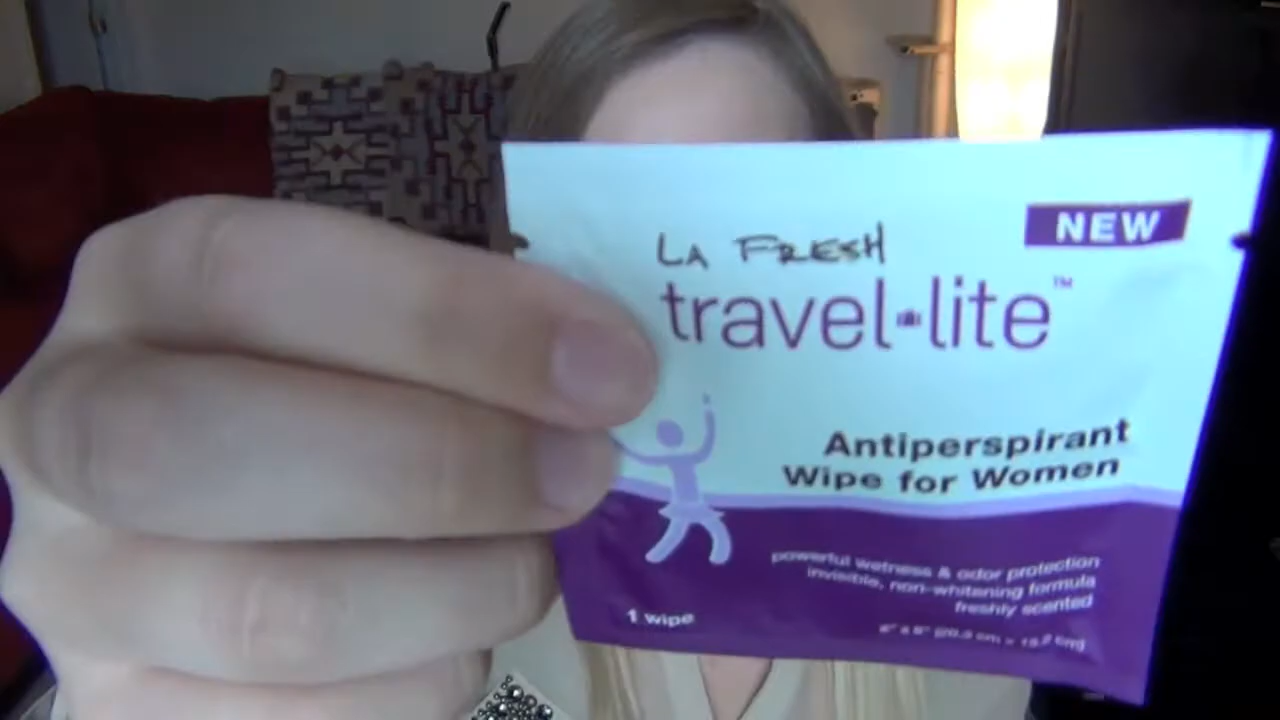 NEW
LA FRESH
travel lite™
Antiperspirant
Wipe for Women
powerful wetness & odor protection
invisible, non-whitening formula
freshly scented
1 wipe